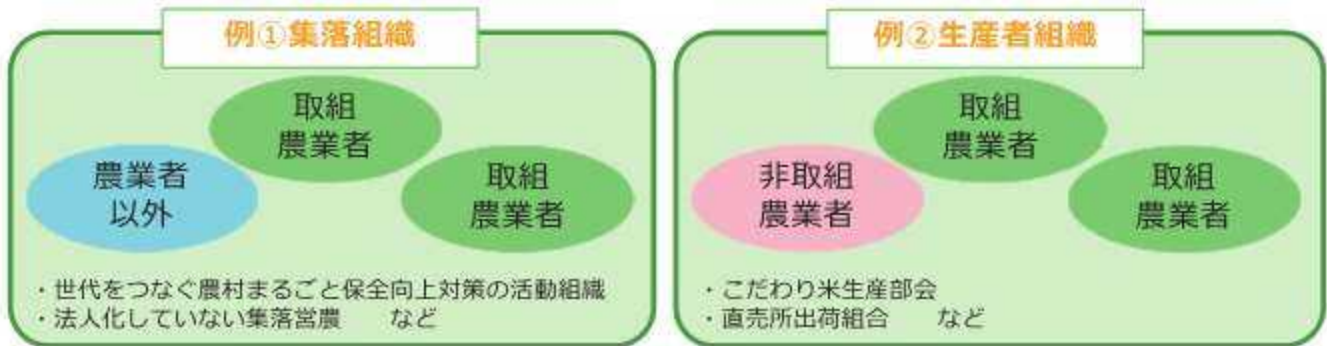 例①集落組織
取組
農業者
農業者
以外
取組
農業者
・世代をつなぐ農村まるごと保全向上対策の活動組織
・法人化していない集落営農　　など
例②生産者組織
取組
農業者
非取組
農業者
取組
農業者
・こだわり米生産部会
・直売所出荷組合　　など